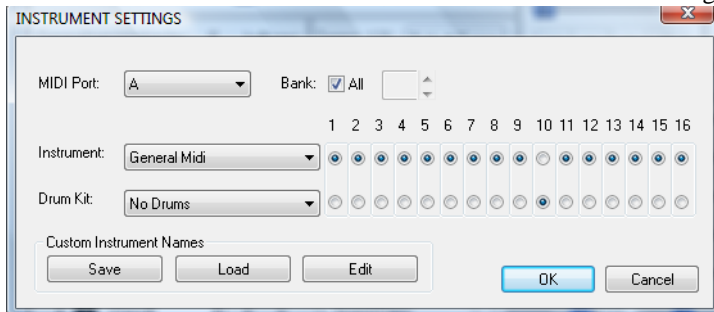 INSTRUMENT SETTINGS
MIDI Port: A Bank: All
1 2 3 4 5 6 7 8 9 10 11 12 13 14 15 16
Instrument: General Midi
Drum Kit: No Drums
Custom Instrument Names
Save Load Edit
OK Cancel